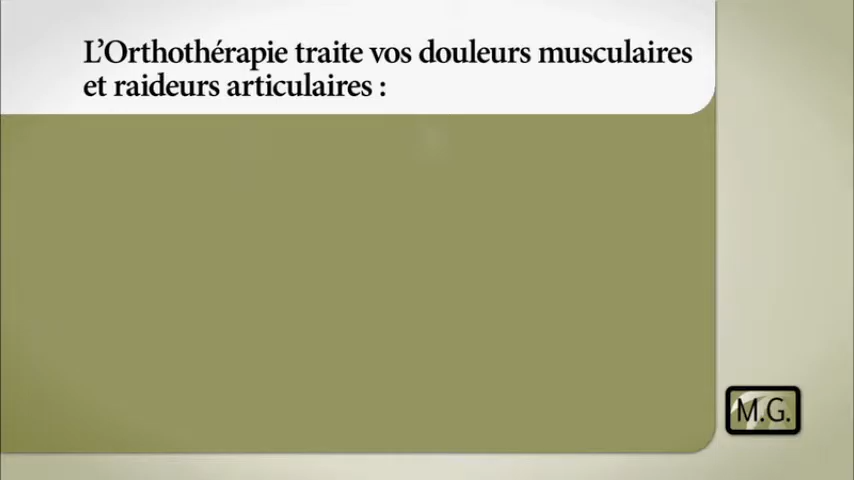 L’Orthothérapie traite vos douleurs musculaires
et raideurs articulaires :
M.G.